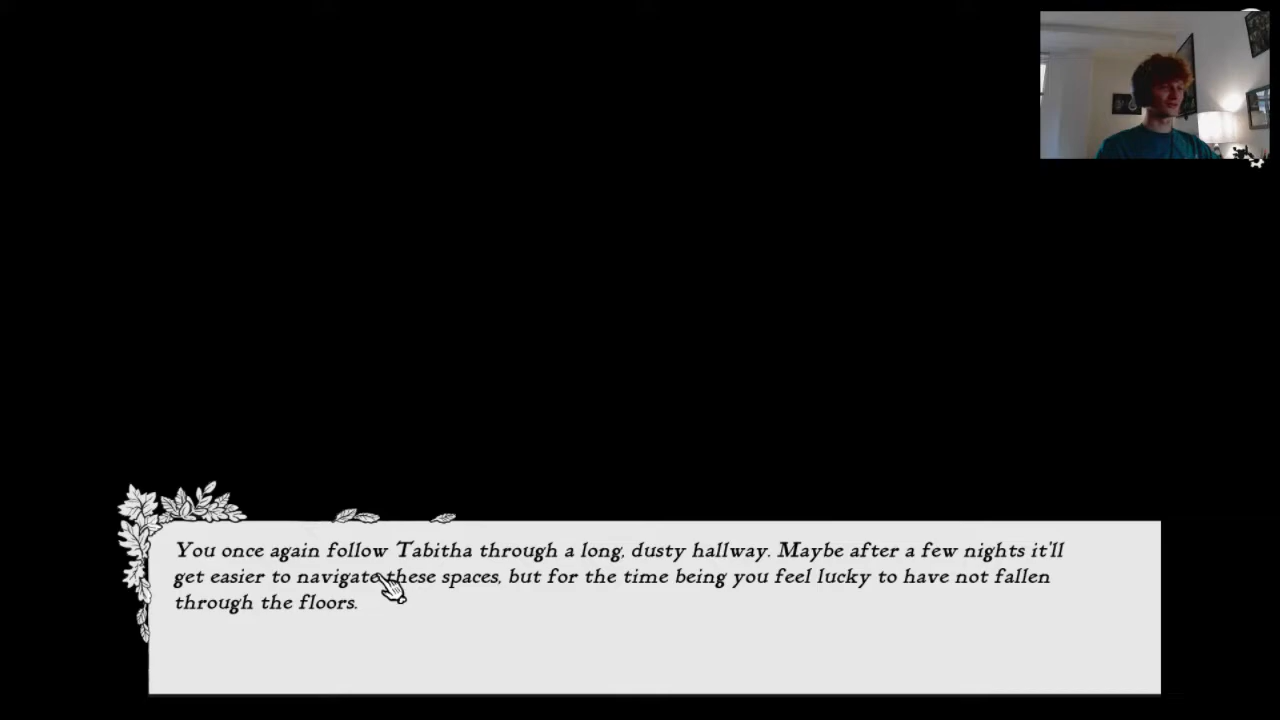 You once again follow Tabitha through a long, dusty hallway. Maybe after a few nights it'll
get easier to navigate these spaces, but for the time being you feel lucky to have not fallen
through the floors.